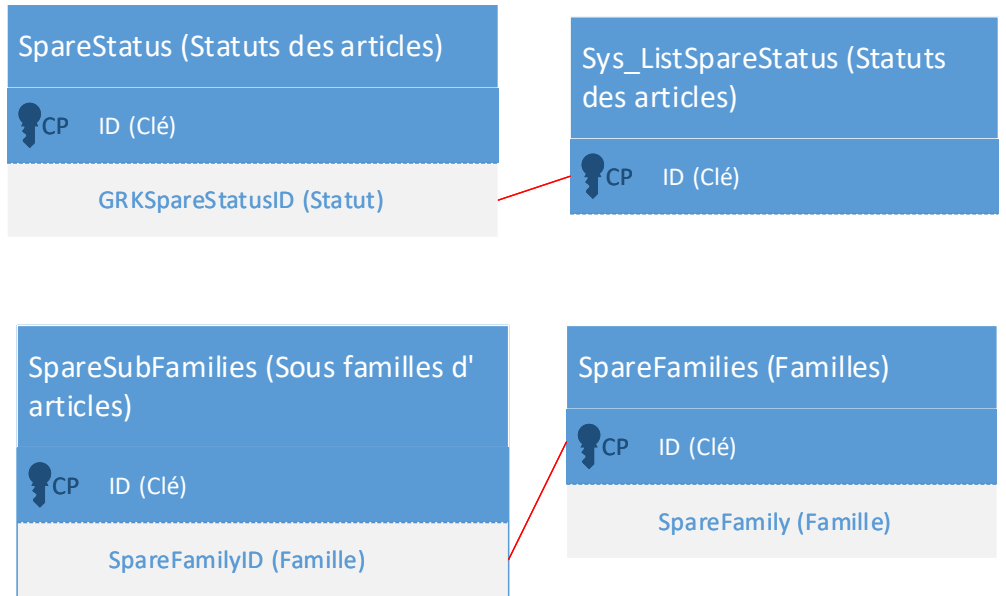 SpareStatus (Statuts des articles)
CP ID (Clé)
GRKSpareStatusID (Statut)
Sys_ListSpareStatus (Statuts
des articles)
CP ID (Clé)
SpareSubFamilies (Sous familles d'
articles)
CP ID (Clé)
SpareFamilyID (Famille)
SpareFamilies (Familles)
CP ID (Clé)
SpareFamily (Famille)